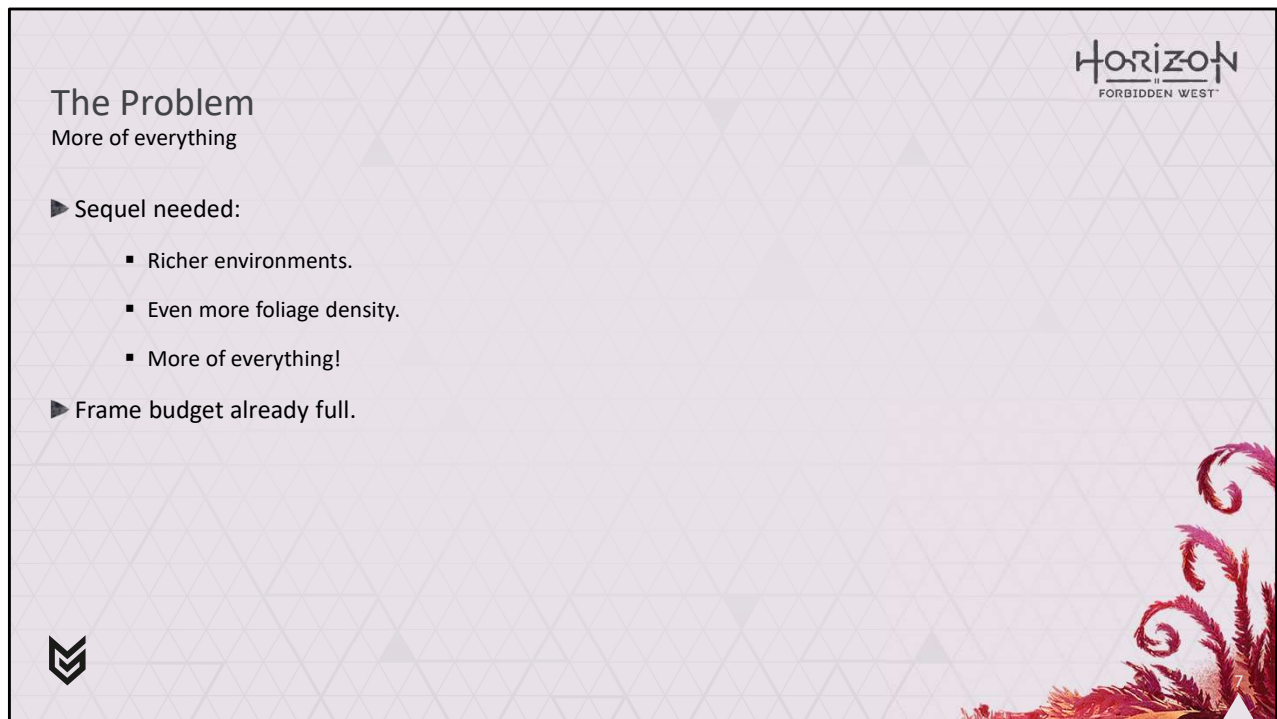 HORIZON
FORBIDDEN WEST™
The Problem
More of everything
Sequel needed:
Richer environments.
Even more foliage density.
More of everything!
Frame budget already full.
7